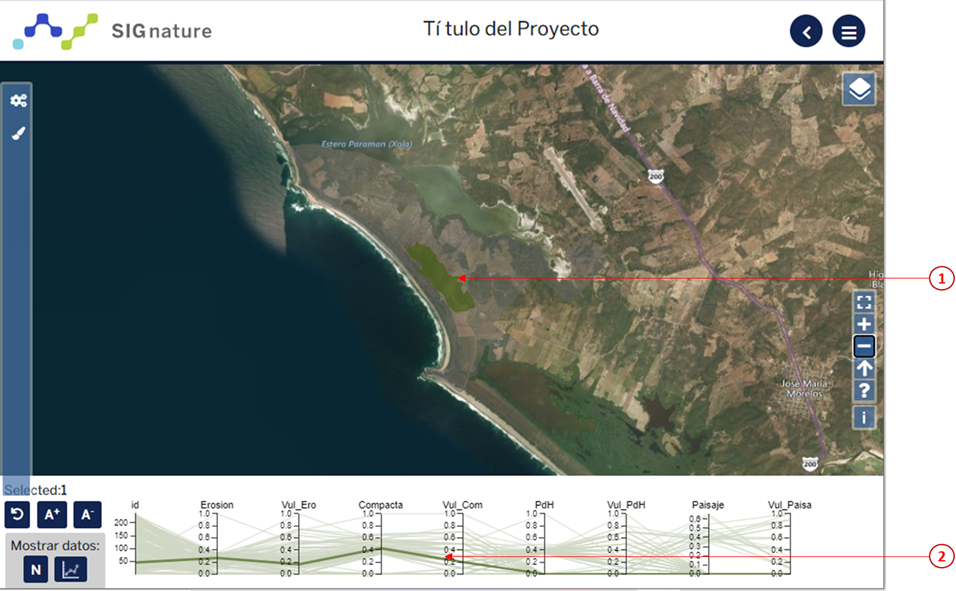 SIGnature
Tí tulo del Proyecto
a Barra de Navidad
Estero Paraman (Xola)
200
1
Hig
Bla
José María
Morelos
?
i
200
Selected:1
A+ A-
Mostrar datos:
N
id Erosion Vul_Ero Compacta Vul_Com PdH Vul_PdH Paisaje Vul_Paisa
200 150 100 50
1.0 0.8 0.6 0.4 0.2 0.0
1.0 0.8 0.6 0.4 0.2 0.0
1.0 0.8 0.6 0.4 0.2 0.0
1.0 0.8 0.6 0.4 0.2 0.0
1.0 0.8 0.6 0.4 0.2 0.0
1.0 0.8 0.6 0.4 0.2 0.0
0.6 0.5 0.4 0.3 0.2 0.1 0.0
1.0 0.8 0.6 0.4 0.2 0.0
2